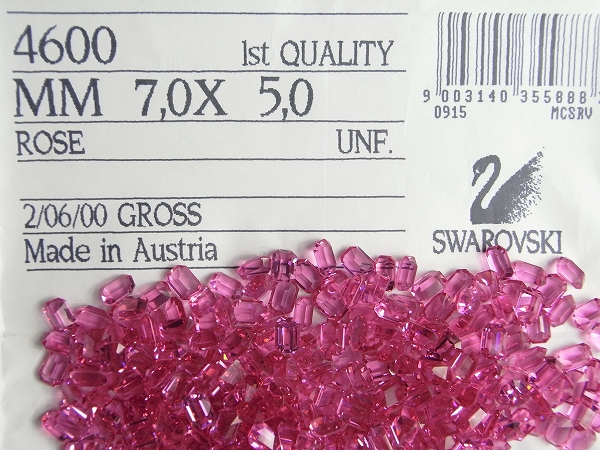 4600 1st QUALITY
MM 7,0X 5,0
ROSE UNF.
2/06/00 GROSS
Made in Austria
9 003140 355888
0915 MCSRV
SWAROVSKI